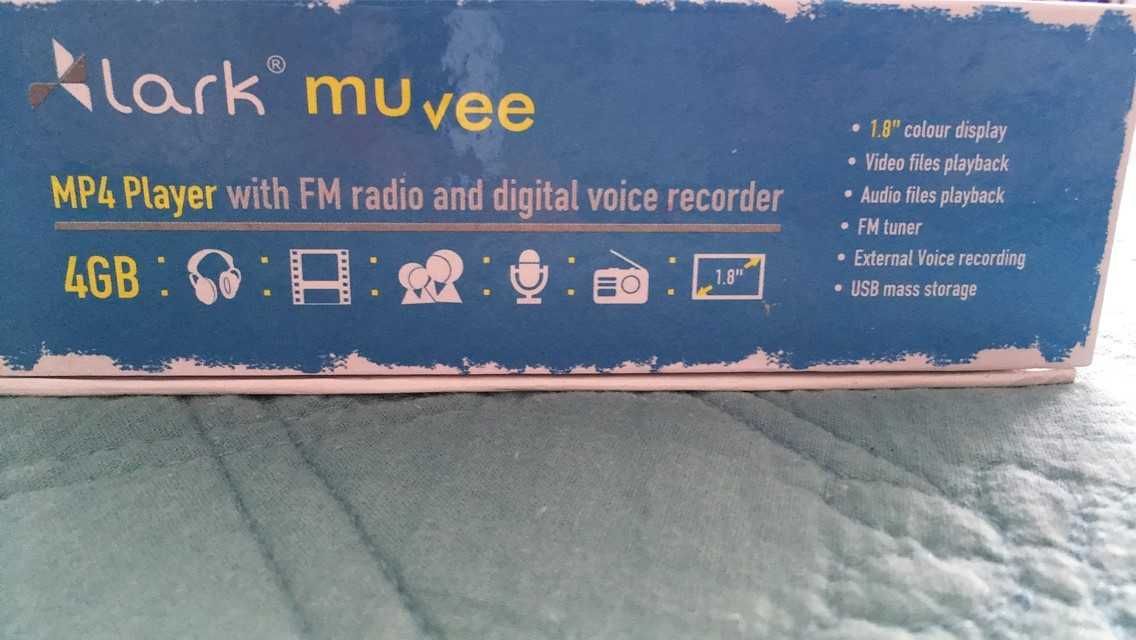 lark® muvee
MP4 Player with FM radio and digital voice recorder
4GB : : : : : 1.8"
• 1.8" colour display
• Video files playback
• Audio files playback
• FM tuner
• External Voice recording
• USB mass storage